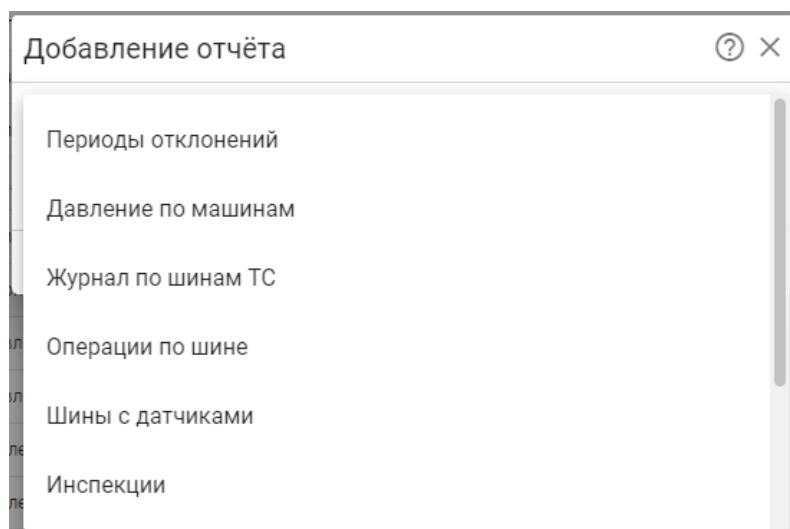 Добавление отчёта
Периоды отклонений
Давление по машинам
Журнал по шинам ТС
Операции по шине
Шины с датчиками
Инспекции